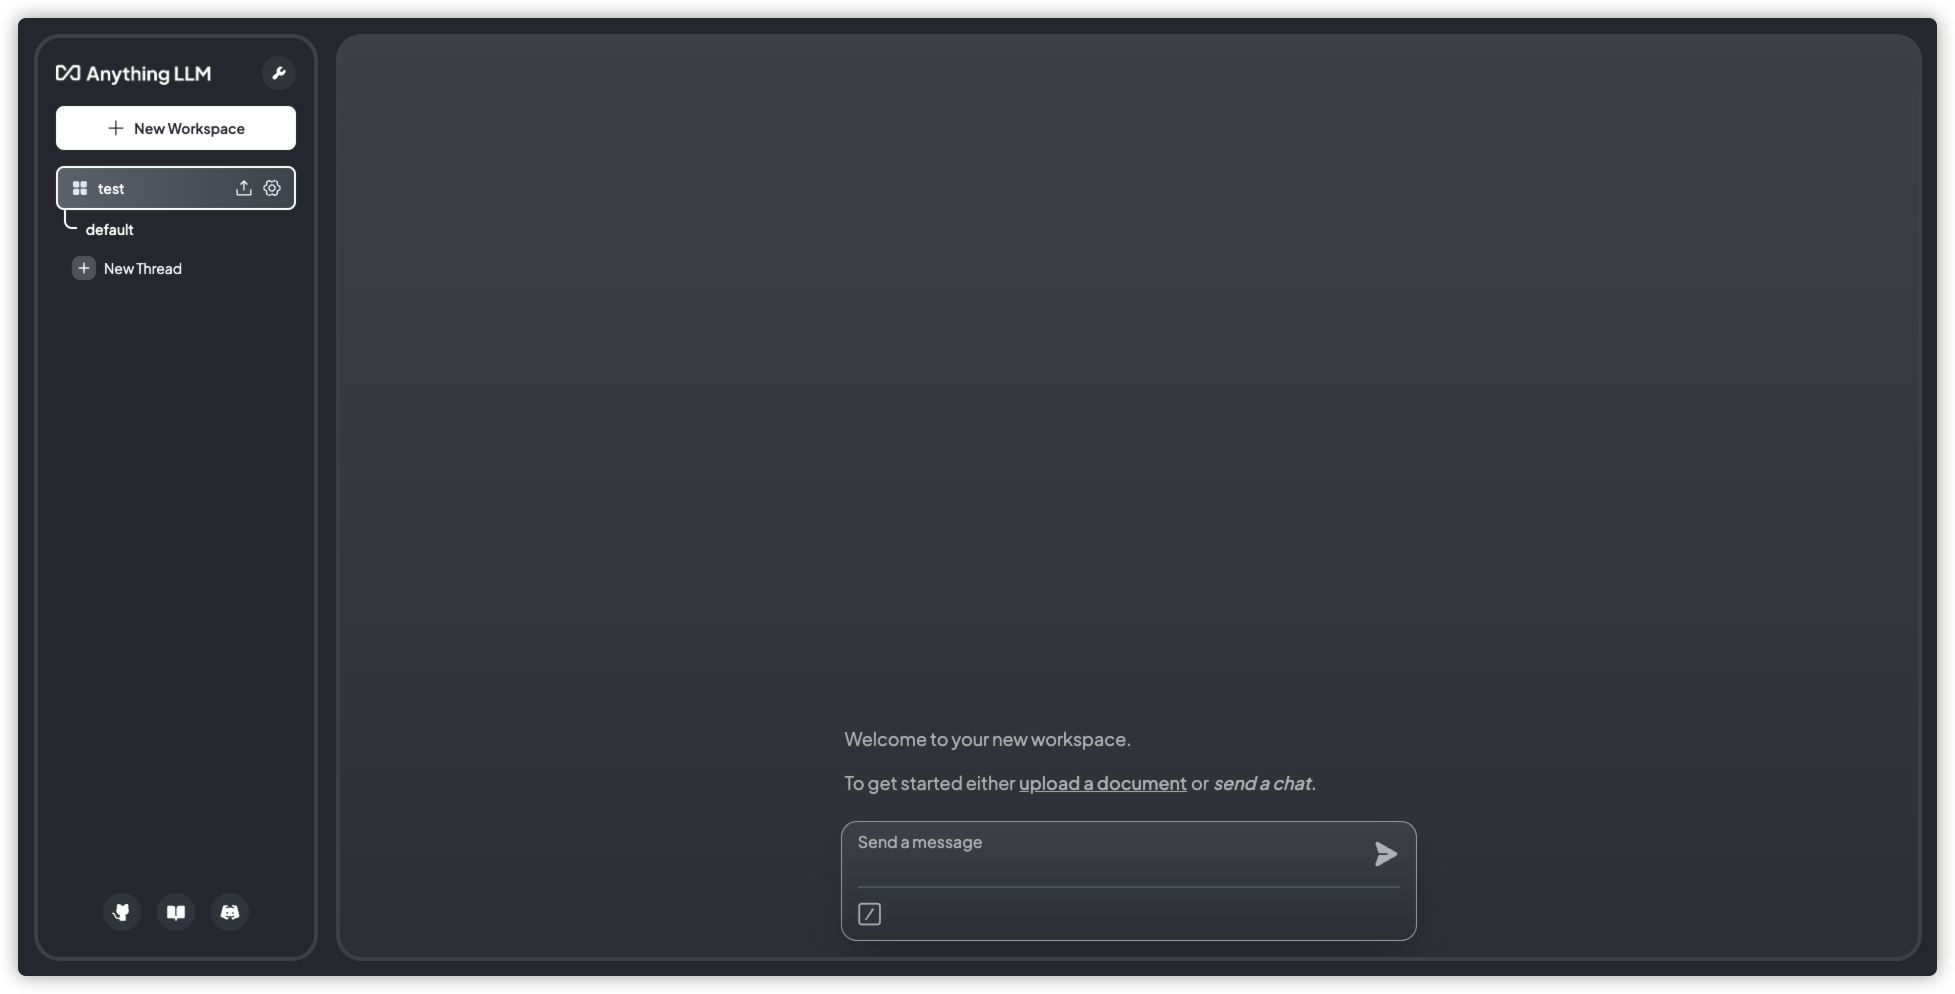 Anything LLM
New Workspace
test
default
New Thread
Welcome to your new workspace.
To get started either upload a document or send a chat.
Send a message